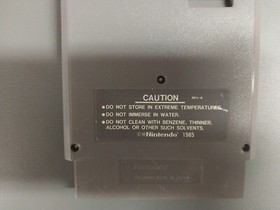 CAUTION
●DO NOT STORE IN EXTREME TEMPERATURES.
●DO NOT IMMERSE IN WATER.
●DO NOT CLEAN WITH BENZENE, THINNER,
ALCOHOL OR OTHER SUCH SOLVENTS.
©Nintendo 1985